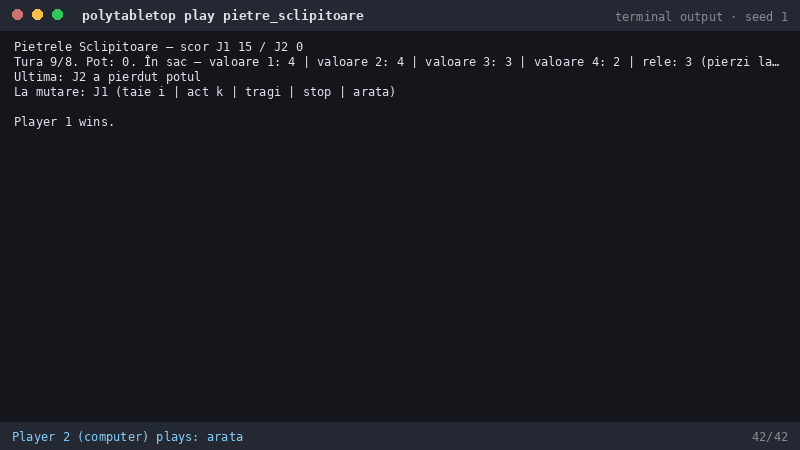 polytabletop play pietre_sclipitoare
terminal output · seed 1
Pietrele Sclipitoare — scor J1 15 / J2 0
Tura 9/8. Pot: 0. În sac — valoare 1: 4 | valoare 2: 4 | valoare 3: 3 | valoare 4: 2 | rele: 3 (pierzi la…
Ultima: J2 a pierdut potul
La mutare: J1 (taie i | act k | tragi | stop | arata)
Player 1 wins.
Player 2 (computer) plays: arata
42/42